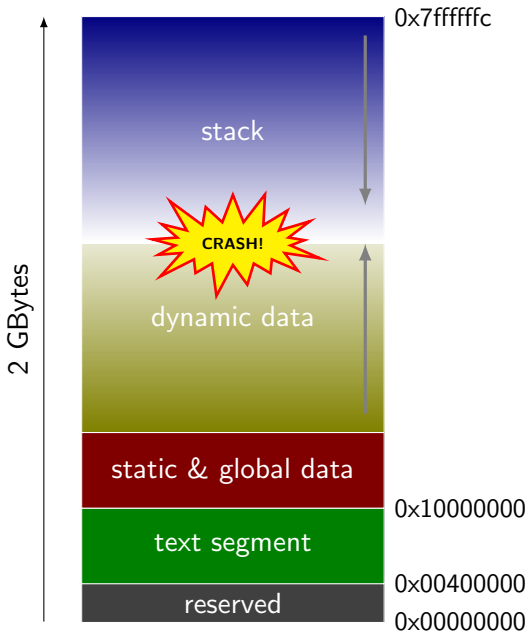 0x7ffffffc
stack
CRASH!
2 GBytes
dynamic data
static & global data
0x10000000
text segment
0x00400000
reserved
0x00000000